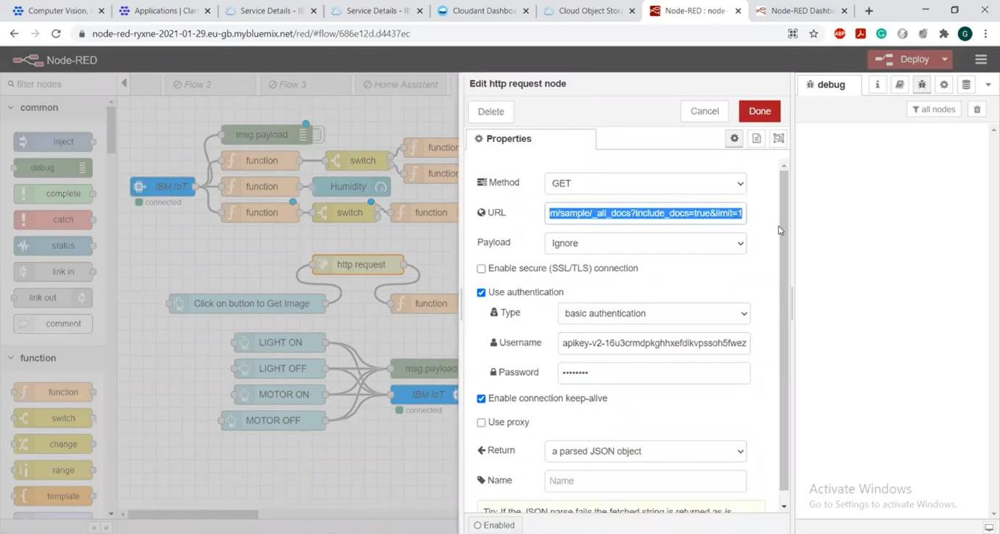 Computer Vision,
Applications | Clar
Service Details - IB
Service Details - IB
Cloudant Dashboa
Cloud Object Stor
Node-RED : node-
Node-RED Dashbo
node-red-ryxne-2021-01-29.eu-gb.mybluemix.net/red/#flow/686e12d.d4437ec
ABP
G
Node-RED
Deploy
filter nodes
Flow 2
Flow 3
Home Assistant
Edit http request node
debug
i
Delete
Cancel
Done
all nodes
common
inject
debug
complete
catch
status
link in
link out
comment
function
function
switch
change
range
template
msg.payload
function
switch
function
function
IBM IoT
connected
function
Humidity
function
switch
function
http request
Click on button to Get Image
function
LIGHT ON
LIGHT OFF
MOTOR ON
MOTOR OFF
msg.payload
IBM IoT
connected
Properties
Method
GET
URL
m/sample/_all_docs?include_docs=true&limit=1
Payload
Ignore
Enable secure (SSL/TLS) connection
Use authentication
Type
basic authentication
Username
apikey-v2-16u3crmdpkghhxefdikvpssoh5fwez
Password
••••••••
Enable connection keep-alive
Use proxy
Return
a parsed JSON object
Name
Name
Tip: If the JSON parse fails the fetched string is returned as is
Enabled
Activate Windows
Go to Settings to activate Windows.